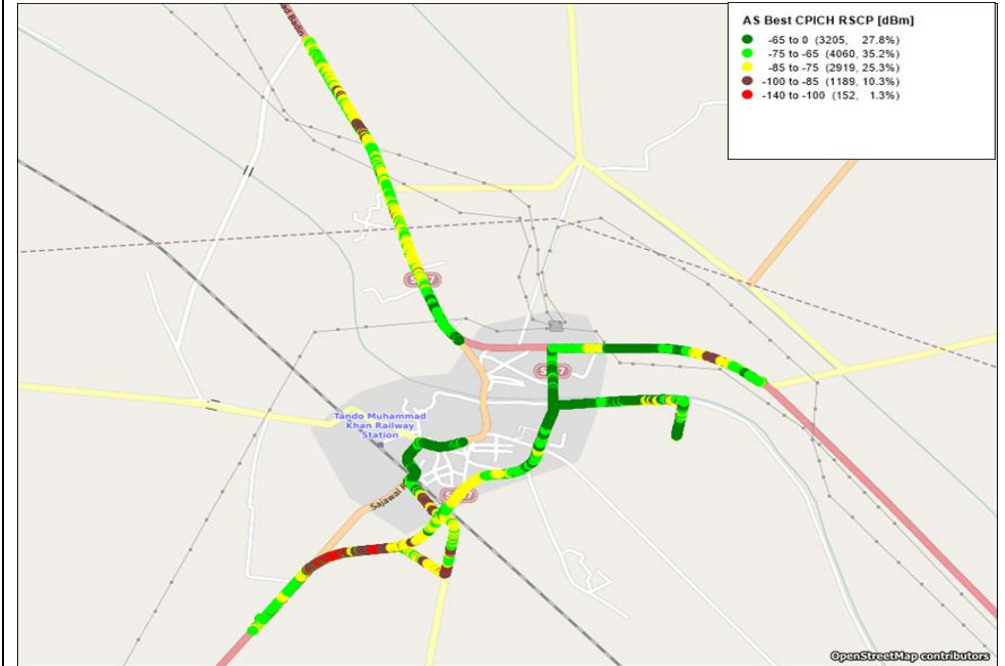 ad Badin
AS Best CPICH RSCP [dBm]
-65 to 0 (3205, 27.8%)
-75 to -65 (4060, 35.2%)
-85 to -75 (2919, 25.3%)
-100 to -85 (1189, 10.3%)
-140 to -100 (152, 1.3%)
Tando Muhammad
Khan Railway
Station
Sajawal R
OpenStreetMap contributors